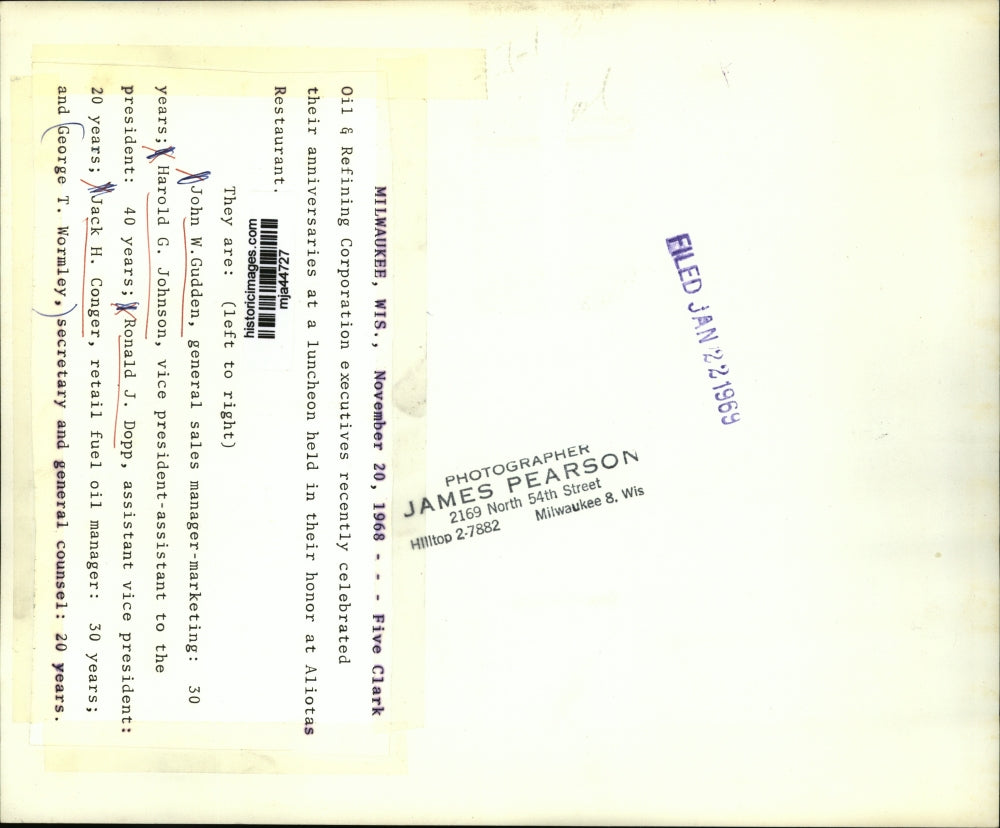 MILWAUKEE, WIS., November 20, 1968 - - - Five Clark
Oil & Refining Corporation executives recently celebrated
their anniversaries at a luncheon held in their honor at Aliotas
Restaurant.
They are: (left to right)
John W.Gudden, general sales manager-marketing: 30
years; Harold G. Johnson, vice president-assistant to the
president: 40 years; Ronald J. Dopp, assistant vice president:
20 years; Jack H. Conger, retail fuel oil manager: 30 years;
and George T. Wormley, secretary and general counsel: 20 years.
historicimages.com
mja44727
FILED JAN 22 1969
PHOTOGRAPHER
JAMES PEARSON
2169 North 54th Street
HIlltop 2-7882 Milwaukee 8, Wis